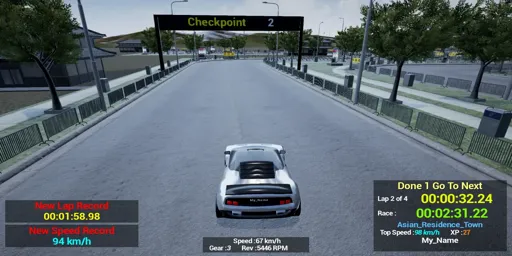 Checkpoint 2
New Lap Record
00:01:58.98
New Speed Record
94 km/h
My_Name
Speed : 67 km/h
Gear : 3 Rev : 5446 RPM
Done 1 Go To Next
Lap 2 of 4 00:00:32.24
Race : 00:02:31.22
Asian_Residence_Town
Top Speed : 98 km/h XP : 27
My_Name